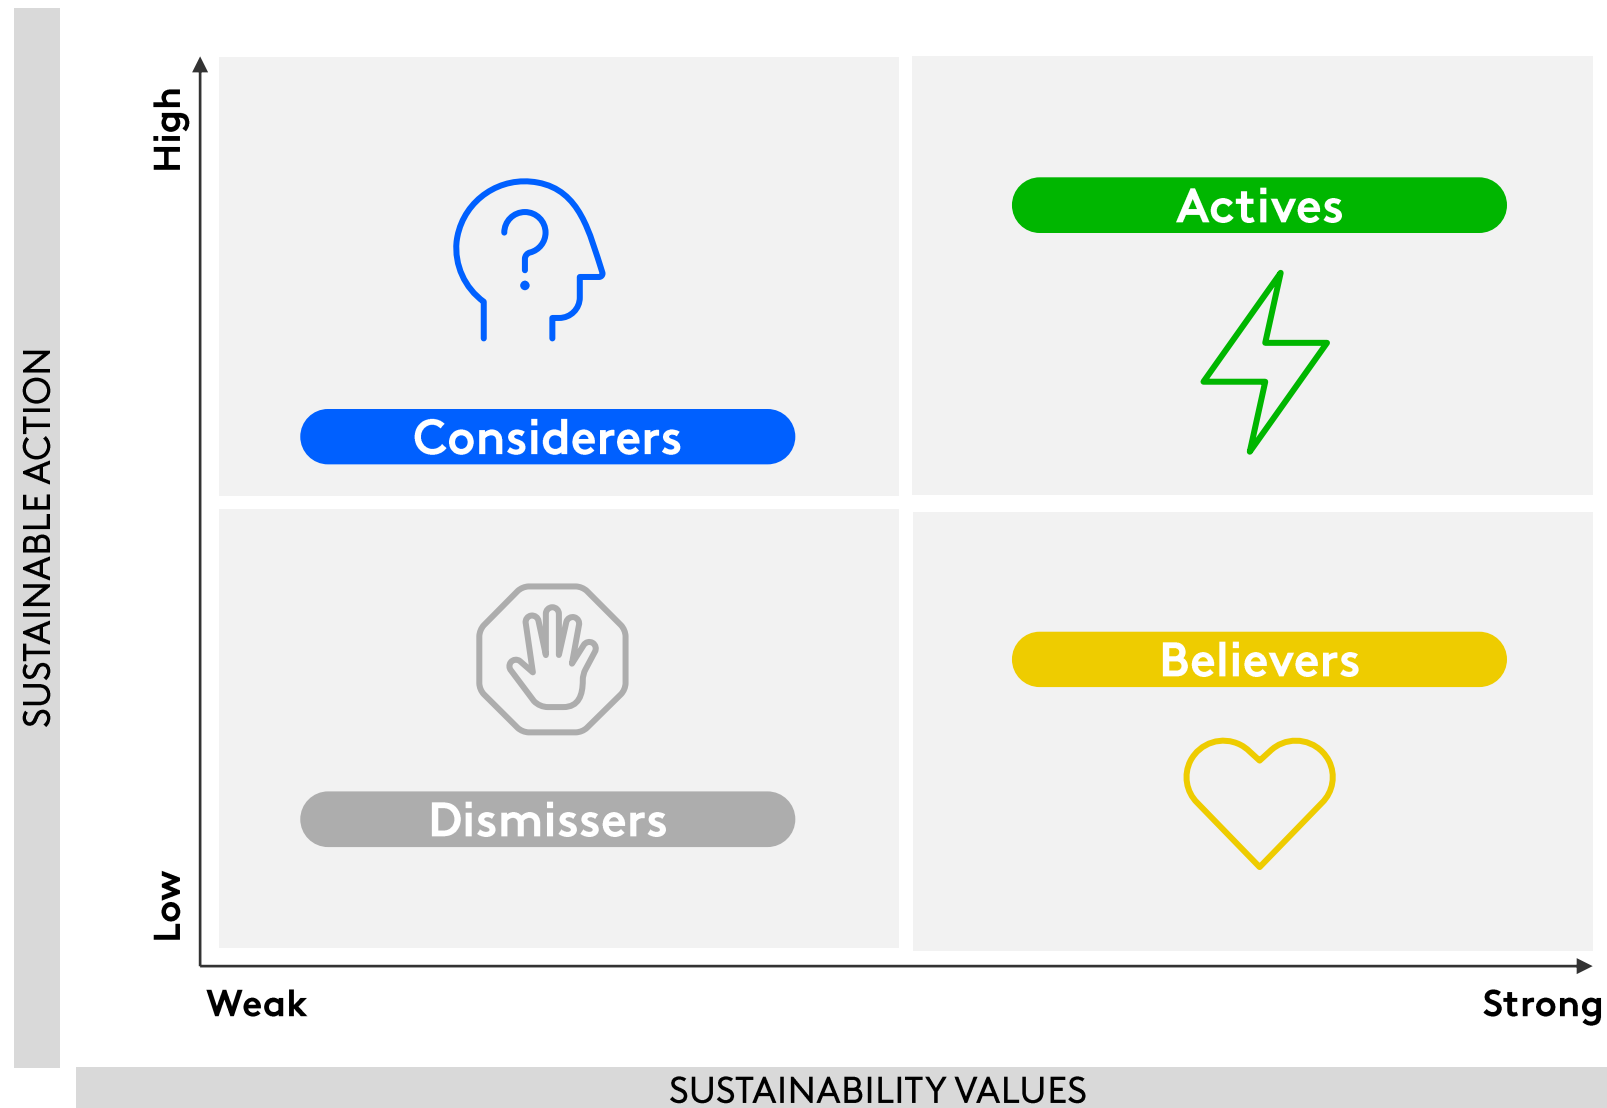 SUSTAINABLE ACTION
High
Low
Considerers
Actives
Dismissers
Believers
?
Weak
Strong
SUSTAINABILITY VALUES